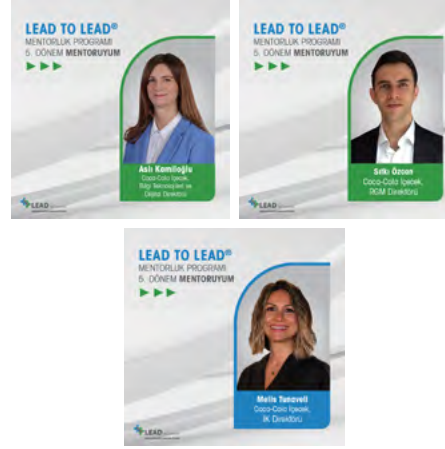 LEAD TO LEAD®
MENTORLUK PROGRAMI
5. DÖNEM MENTORUYUM
Aslı Kamiloğlu
Coca-Cola İçecek,
Bilgi Teknolojileri ve
Dijital Direktörü
LEAD
LEAD TO LEAD®
MENTORLUK PROGRAMI
5. DÖNEM MENTORUYUM
Sıtkı Özcan
Coca-Cola İçecek,
RGM Direktörü
LEAD
LEAD TO LEAD®
MENTORLUK PROGRAMI
5. DÖNEM MENTORUYUM
Melis Tunaveli
Coca-Cola İçecek,
İK Direktörü
LEAD